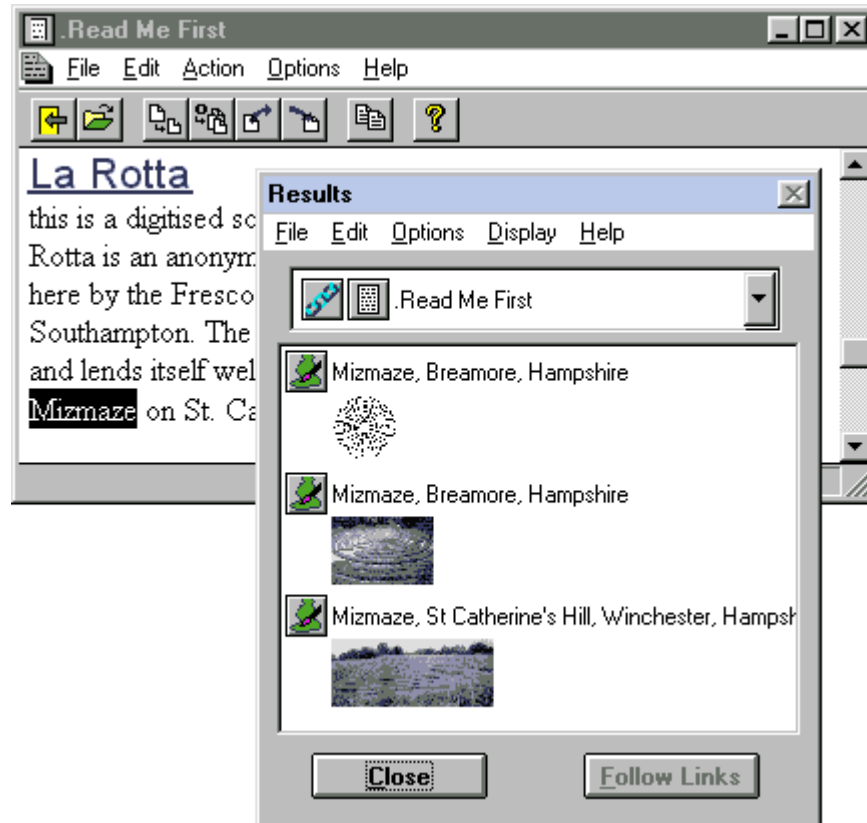 .Read Me First
File Edit Action Options Help
La Rotta
this is a digitised sc
Rotta is an anonym
here by the Fresco
Southampton. The
and lends itself wel
Mizmaze on St. Ca
Results
File Edit Options Display Help
.Read Me First
Mizmaze, Breamore, Hampshire
Mizmaze, Breamore, Hampshire
Mizmaze, St Catherine's Hill, Winchester, Hampsh
Close Follow Links